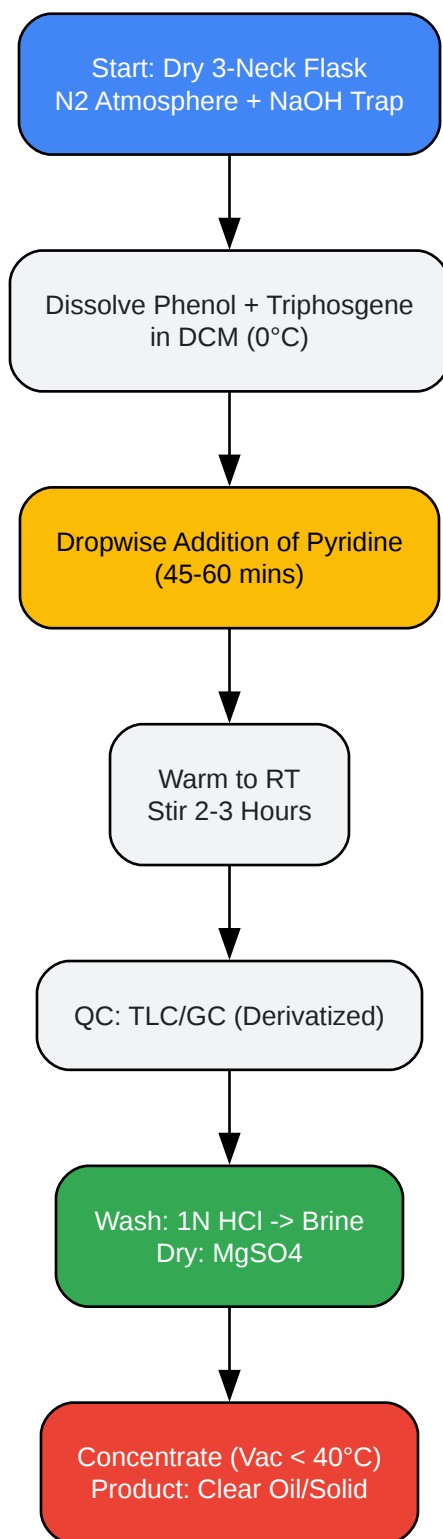 Start: Dry 3-Neck Flask
N2 Atmosphere + NaOH Trap
Dissolve Phenol + Triphosgene
in DCM (0°C)
Dropwise Addition of Pyridine
(45-60 mins)
Warm to RT
Stir 2-3 Hours
QC: TLC/GC (Derivatized)
Wash: 1N HCl -> Brine
Dry: MgSO4
Concentrate (Vac < 40°C)
Product: Clear Oil/Solid